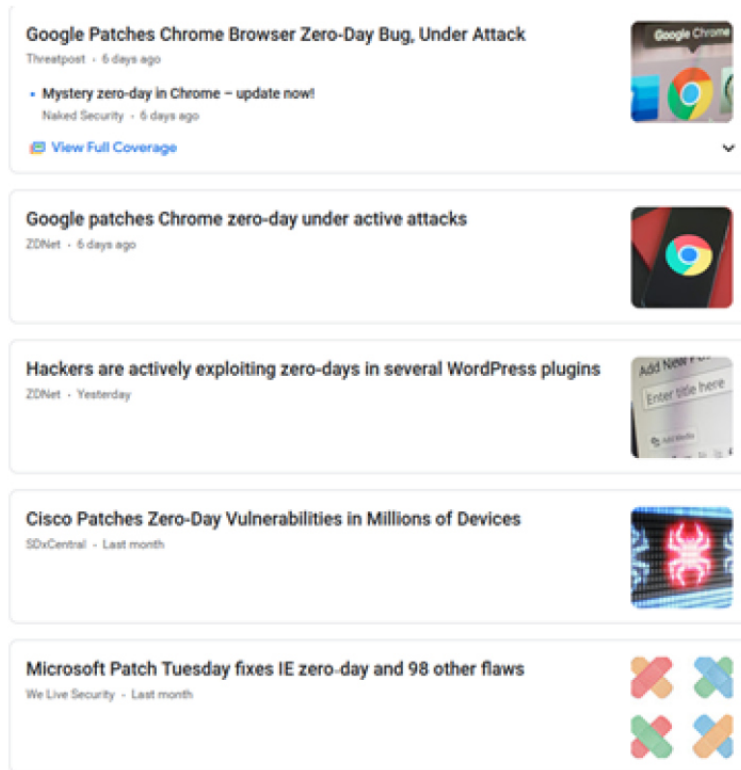 Google Patches Chrome Browser Zero-Day Bug, Under Attack
Google Chrome
Threatpost · 6 days ago
• Mystery zero-day in Chrome – update now!
Naked Security · 6 days ago
View Full Coverage
Google patches Chrome zero-day under active attacks
ZDNet · 6 days ago
Hackers are actively exploiting zero-days in several WordPress plugins
ZDNet · Yesterday
Add New
Enter title here
Add Media
Cisco Patches Zero-Day Vulnerabilities in Millions of Devices
SDxCentral · Last month
Microsoft Patch Tuesday fixes IE zero-day and 98 other flaws
We Live Security · Last month